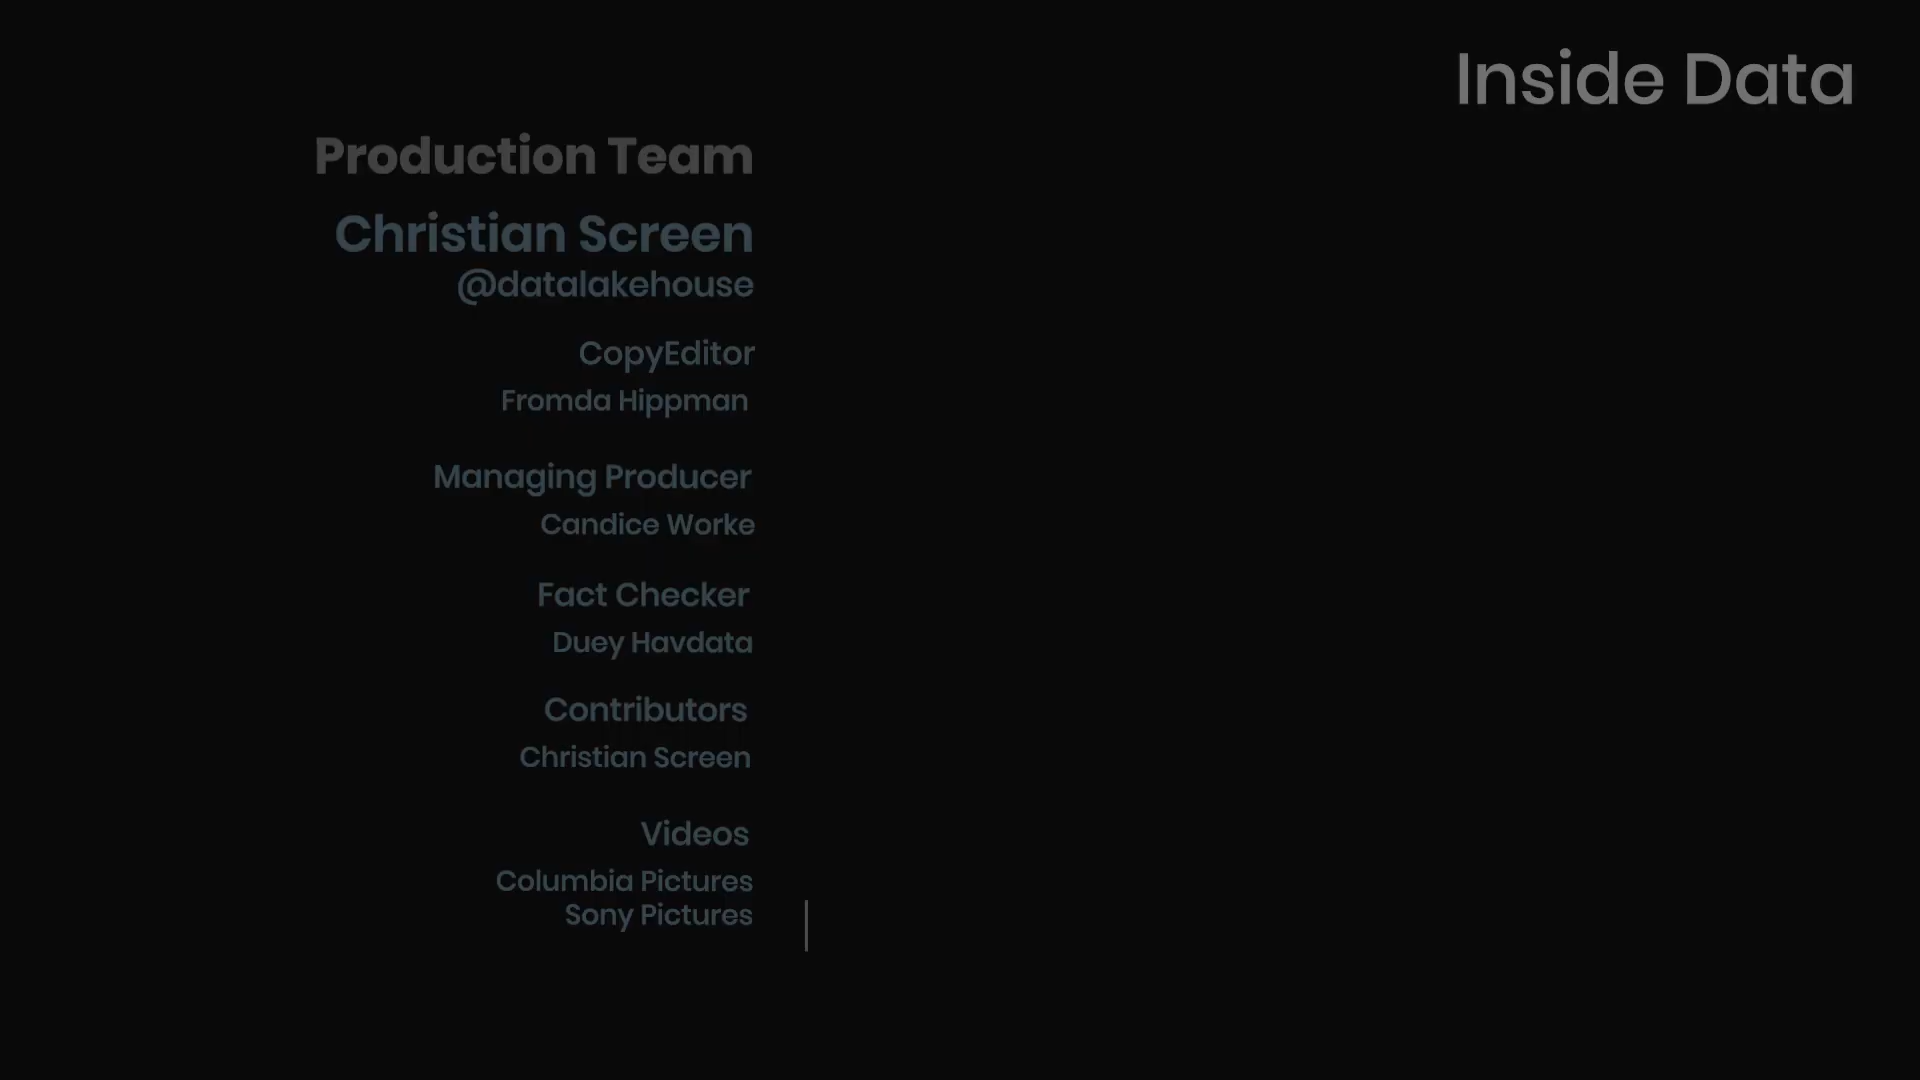 Inside Data
Production Team
Christian Screen
@datalakehouse
CopyEditor
Fromda Hippman
Managing Producer
Candice Worke
Fact Checker
Duey Havdata
Contributors
Christian Screen
Videos
Columbia Pictures
Sony Pictures